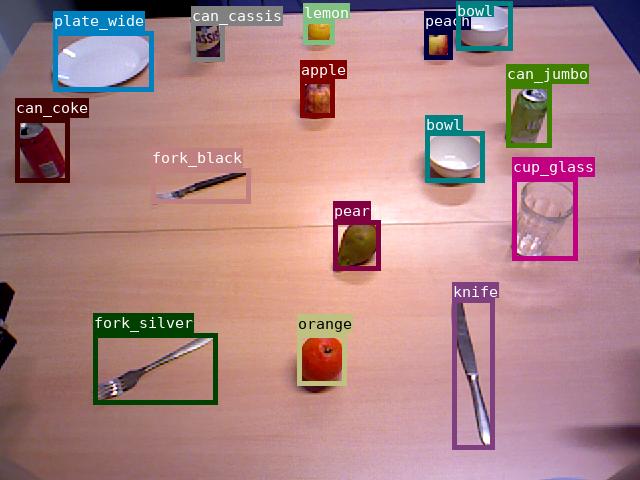 plate_wide
can_cassis
lemon
peach
bowl
apple
can_jumbo
can_coke
bowl
fork_black
cup_glass
pear
knife
fork_silver
orange